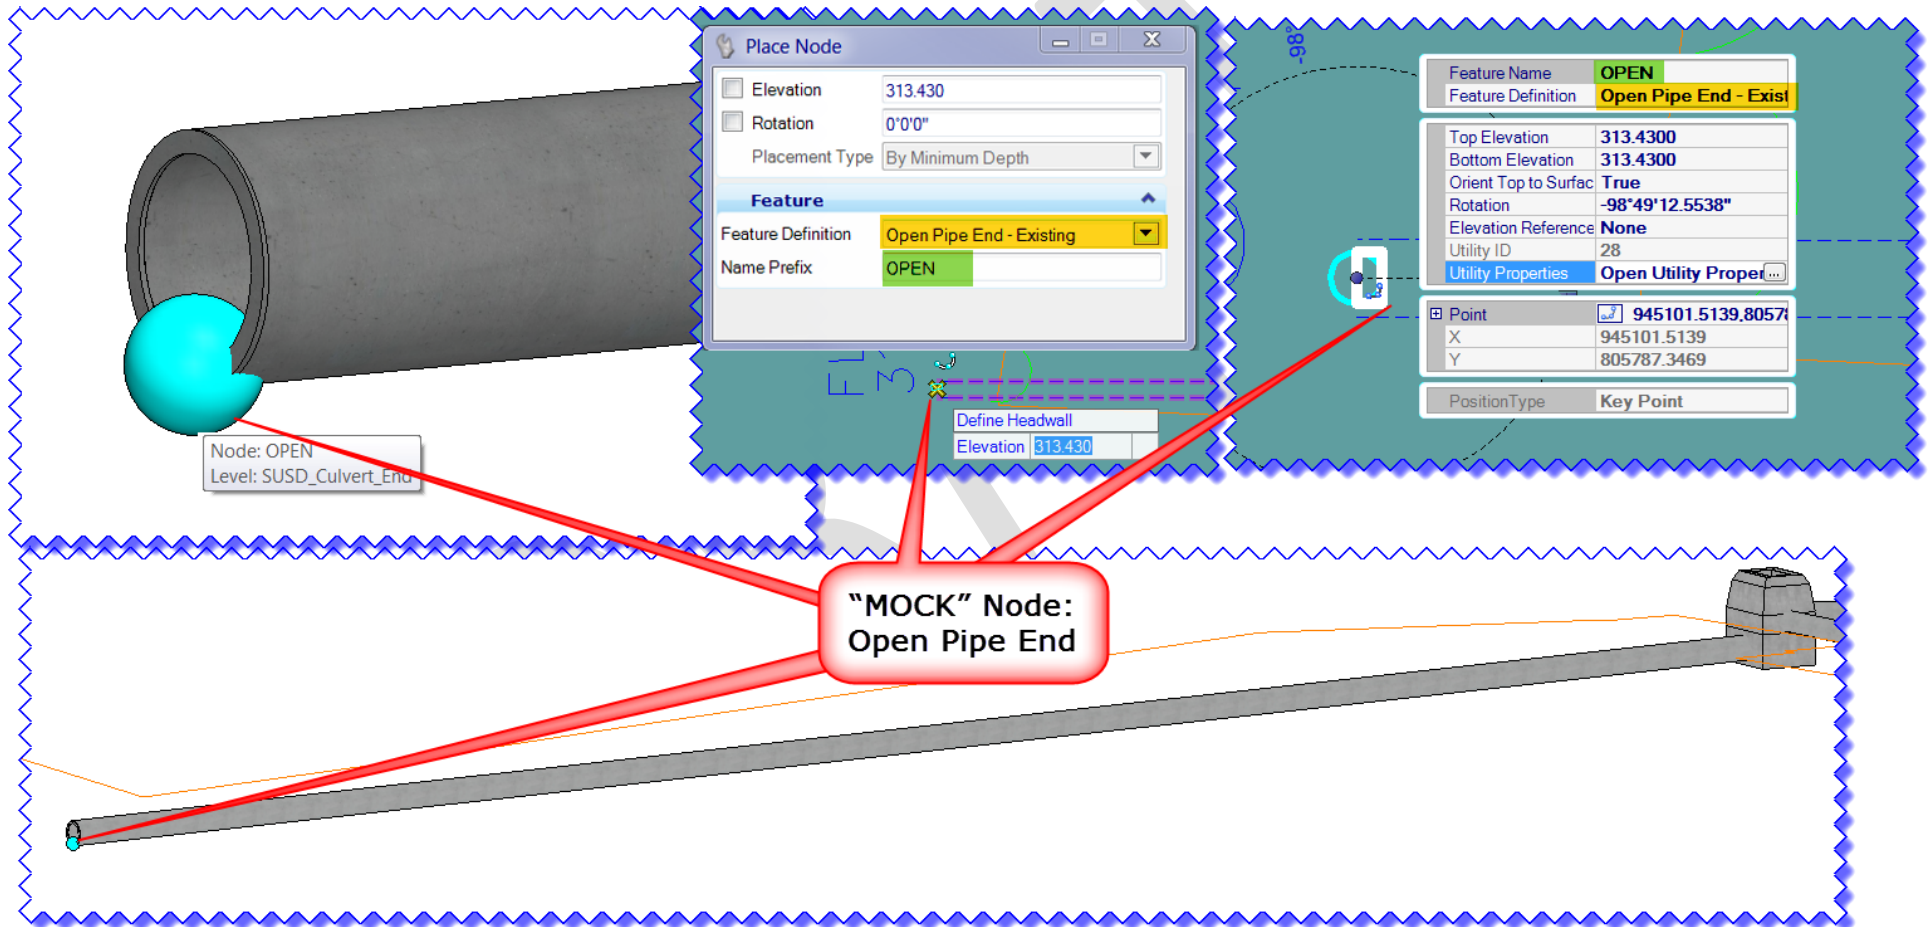 Node: OPEN
Level: SUSD_Culvert_End
Place Node
Elevation 313.430
Rotation 0°0'0"
Placement Type By Minimum Depth
Feature
Feature Definition Open Pipe End - Existing
Name Prefix OPEN
Define Headwall
Elevation 313.430
-98°
Feature Name OPEN
Feature Definition Open Pipe End - Exist
Top Elevation 313.4300
Bottom Elevation 313.4300
Orient Top to Surfac True
Rotation -98°49'12.5538"
Elevation Reference None
Utility ID 28
Utility Properties Open Utility Proper ...
Point 945101.5139,80578
X 945101.5139
Y 805787.3469
PositionType Key Point
“MOCK” Node:
Open Pipe End